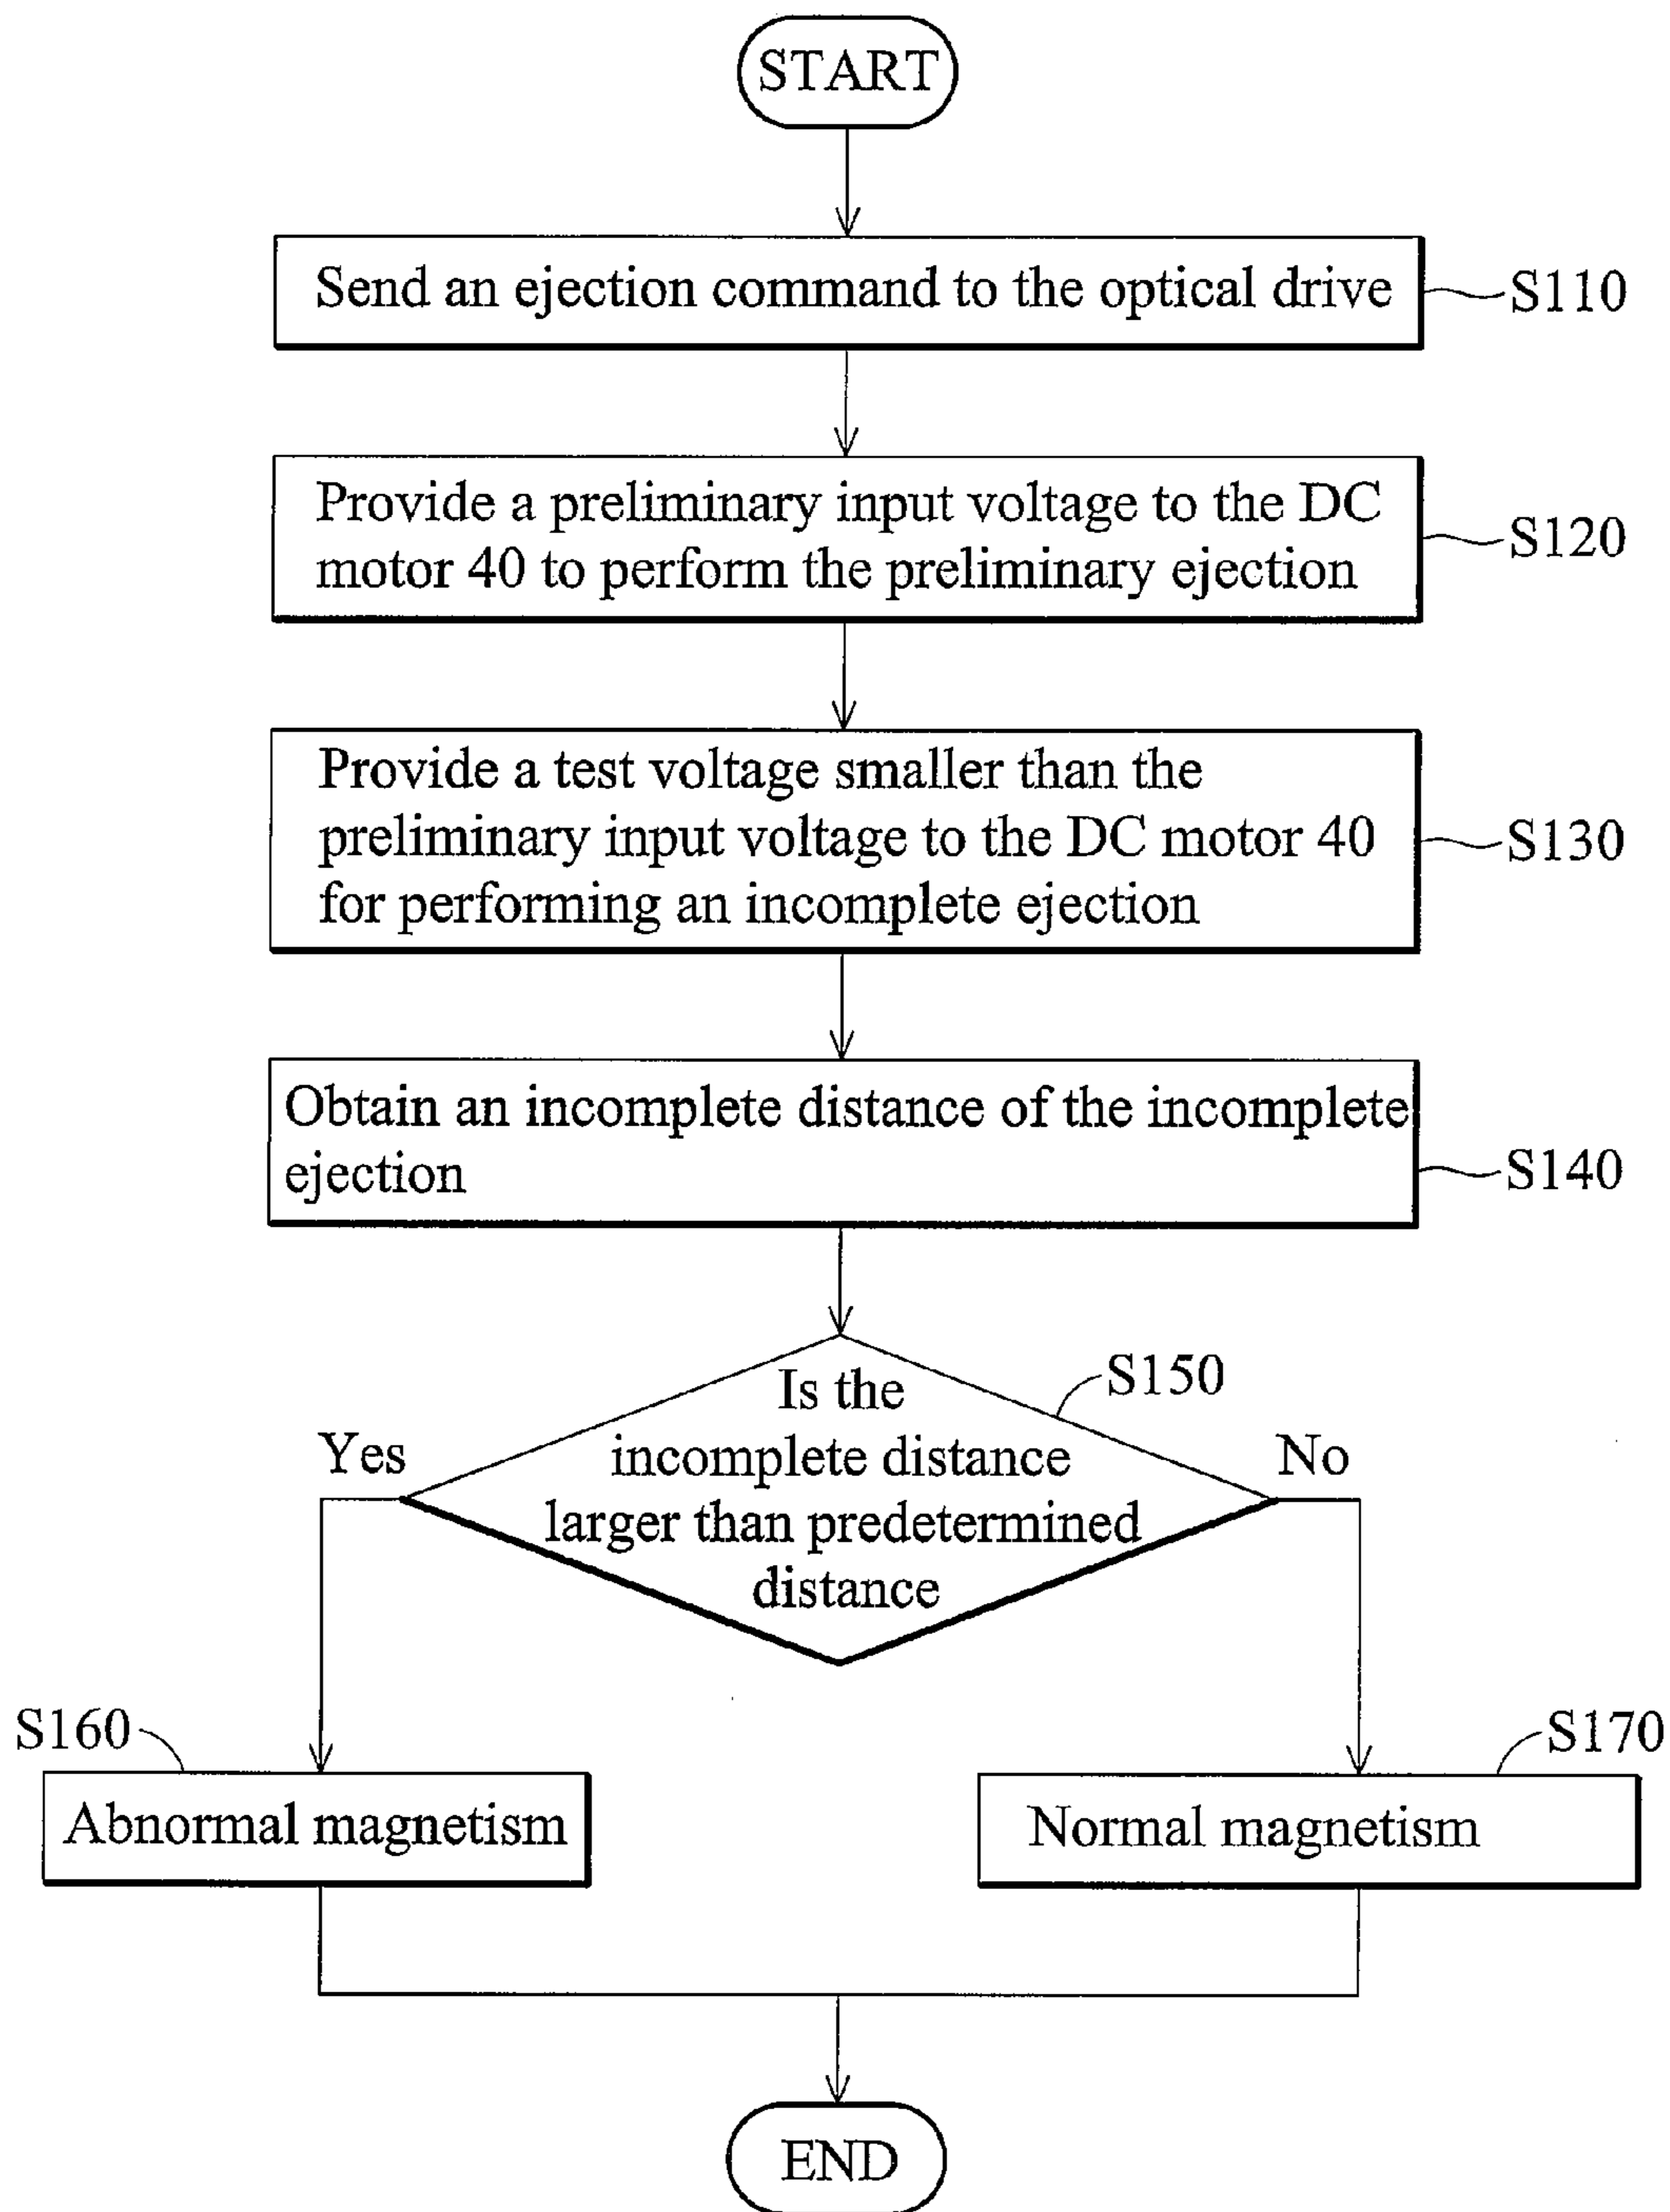 START
Send an ejection command to the optical drive
S110
Provide a preliminary input voltage to the DC
motor 40 to perform the preliminary ejection
S120
Provide a test voltage smaller than the
preliminary input voltage to the DC motor 40
for performing an incomplete ejection
S130
Obtain an incomplete distance of the incomplete
ejection
S140
Is the
incomplete distance
larger than predetermined
distance
S150
Yes
No
S160
Abnormal magnetism
S170
Normal magnetism
END